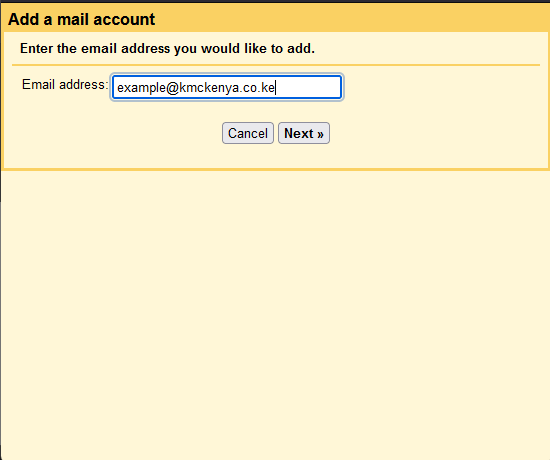 Add a mail account
Enter the email address you would like to add.
Email address: example@kmckenya.co.ke
Cancel Next »